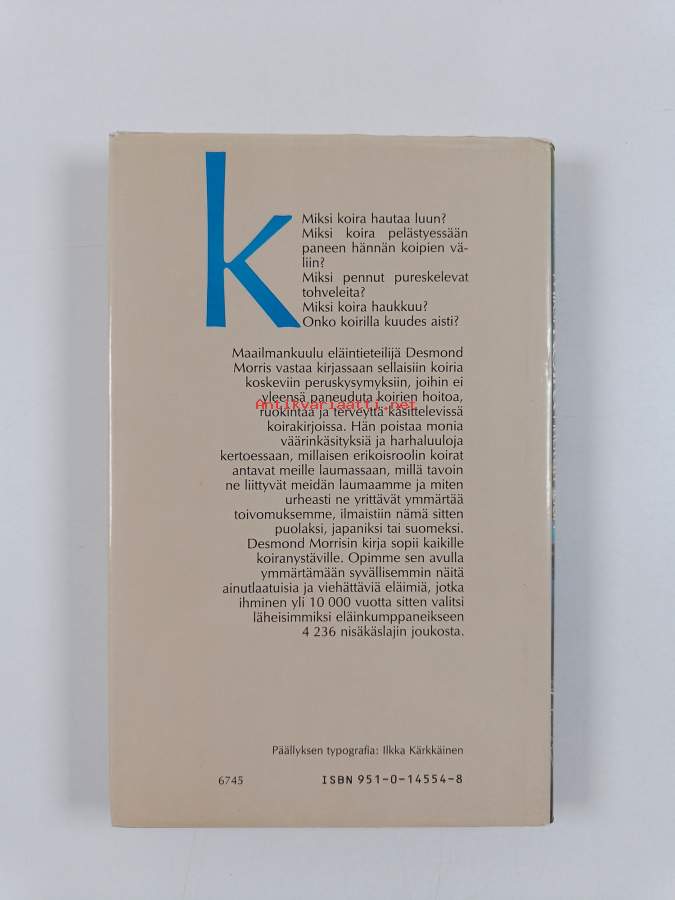 k
Miksi koira hautaa luun?
Miksi koira pelästyessään
paneen hännän koipien vä-
liin?
Miksi pennut pureskelevat
tohveleita?
Miksi koira haukkuu?
Onko koirilla kuudes aisti?
Maailmankuulu eläintieteilijä Desmond
Morris vastaa kirjassaan sellaisiin koiria
koskeviin peruskysymyksiin, joihin ei
yleensä paneuduta koirien hoitoa,
Antikvariaatti.net
ruokintaa ja terveyttä käsittelevissä
koirakirjoissa. Hän poistaa monia
väärinkäsityksiä ja harhaluuloja
kertoessaan, millaisen erikoisroolin koirat
antavat meille laumassaan, millä tavoin
ne liittyvät meidän laumaamme ja miten
urheasti ne yrittävät ymmärtää
toivomuksemme, ilmaistiin nämä sitten
puolaksi, japaniksi tai suomeksi.
Desmond Morrisin kirja sopii kaikille
koiranystäville. Opimme sen avulla
ymmärtämään syvällisemmin näitä
ainutlaatuisia ja viehättäviä eläimiä, jotka
ihminen yli 10 000 vuotta sitten valitsi
läheisimmiksi eläinkumppaneikseen
4 236 nisäkäslajin joukosta.
Päällyksen typografia: Ilkka Kärkkäinen
6745 ISBN 951-0-14554-8